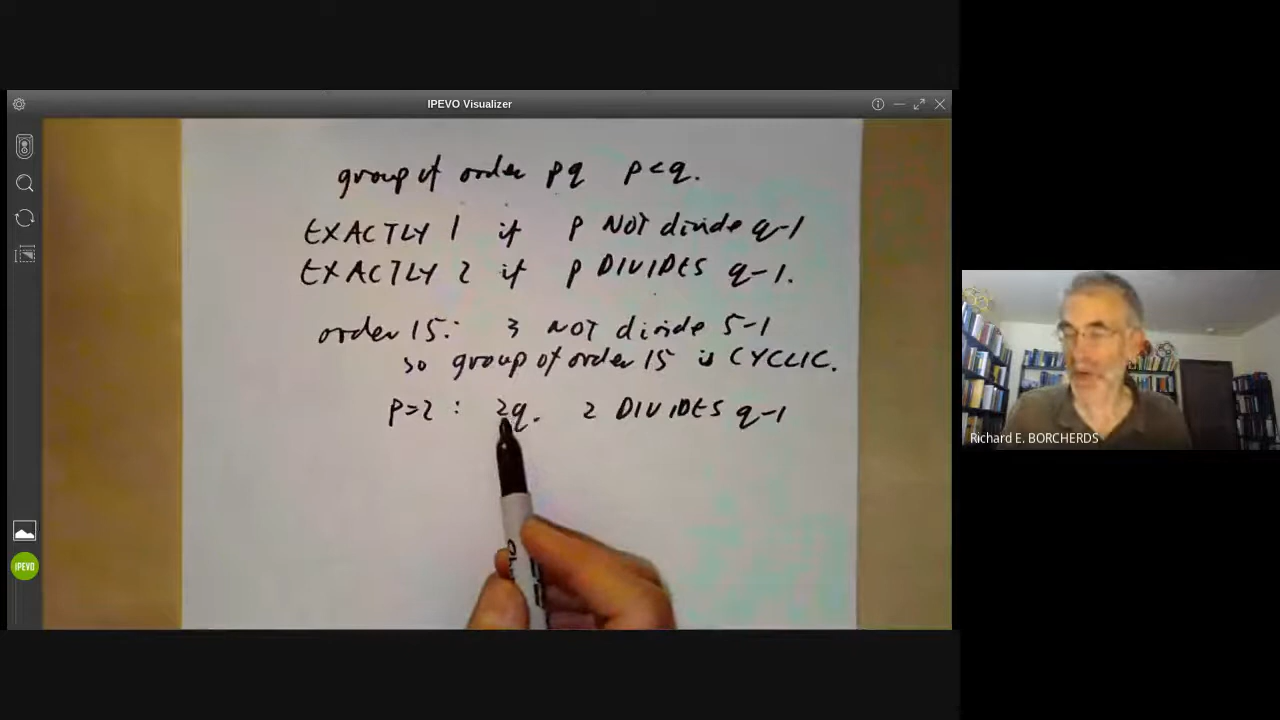 IPEVO Visualizer
group of order pq p<q.
EXACTLY 1 if p NOT divide q-1
EXACTLY 2 if p DIVIDES q-1.
order 15: 3 NOT divide 5-1
so group of order 15 is CYCLIC.
p=2 : 2q. 2 DIVIDES q-1
Richard E. BORCHERDS
IPEVO